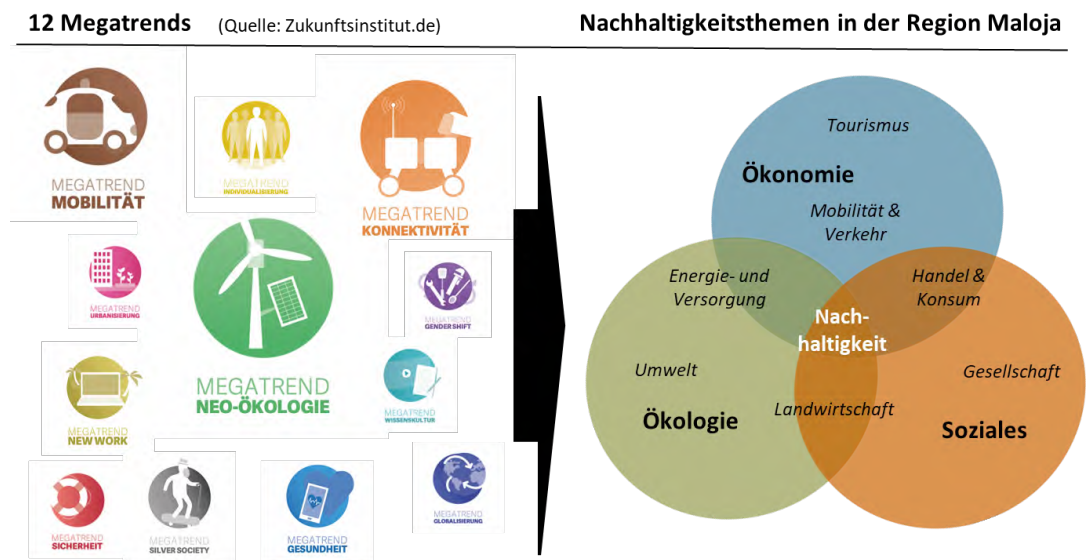 12 Megatrends (Quelle: Zukunftsinstitut.de)
Nachhaltigkeitsthemen in der Region Maloja
MEGATREND
MOBILITÄT
MEGATREND
INDIVIDUALISIERUNG
MEGATREND
KONNEKTIVITÄT
MEGATREND
URBANISIERUNG
MEGATREND
GENDER SHIFT
MEGATREND
NEO-ÖKOLOGIE
MEGATREND
NEW WORK
MEGATREND
WISSENSKULTUR
MEGATREND
SICHERHEIT
MEGATREND
SILVER SOCIETY
MEGATREND
GESUNDHEIT
MEGATREND
GLOBALISIERUNG
Tourismus
Ökonomie
Mobilität &
Verkehr
Energie- und
Versorgung
Handel &
Konsum
Nach-
haltigkeit
Umwelt
Gesellschaft
Landwirtschaft
Ökologie
Soziales